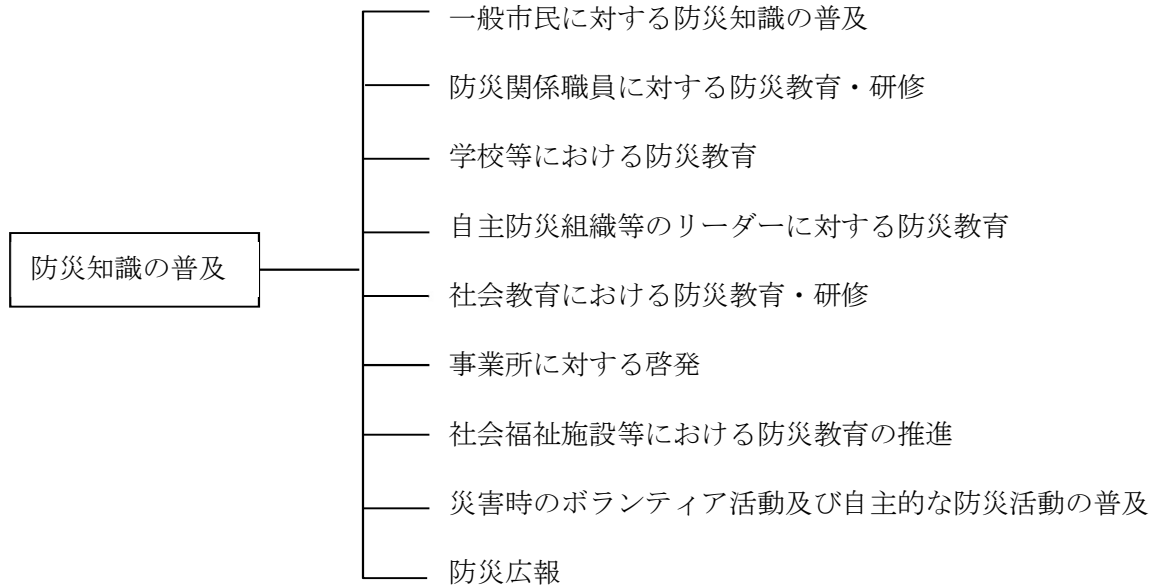 一般市民に対する防災知識の普及
防災関係職員に対する防災教育・研修
学校等における防災教育
自主防災組織等のリーダーに対する防災教育
防災知識の普及
社会教育における防災教育・研修
事業所に対する啓発
社会福祉施設等における防災教育の推進
災害時のボランティア活動及び自主的な防災活動の普及
防災広報